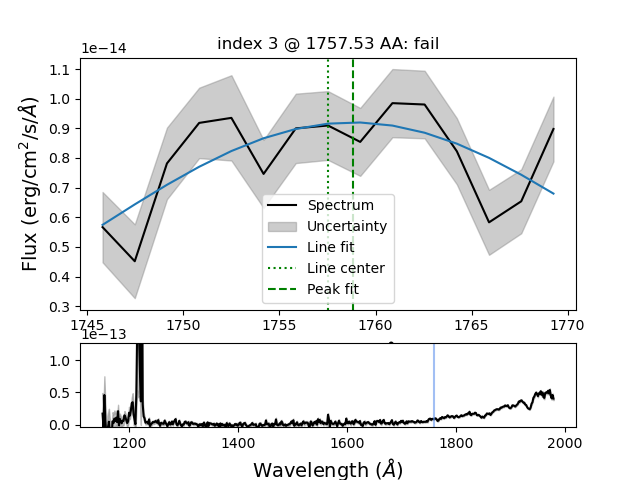 index 3 @ 1757.53 AA: fail
1e−14
1.1
1.0
0.9
0.8
0.7
0.6
0.5
0.4
0.3
Flux (erg/cm²/s/Å)
Spectrum
Uncertainty
Line fit
Line center
Peak fit
1745 1750 1755 1760 1765 1770
1e−13
1.0
0.5
0.0
1200 1400 1600 1800 2000
Wavelength (Å)